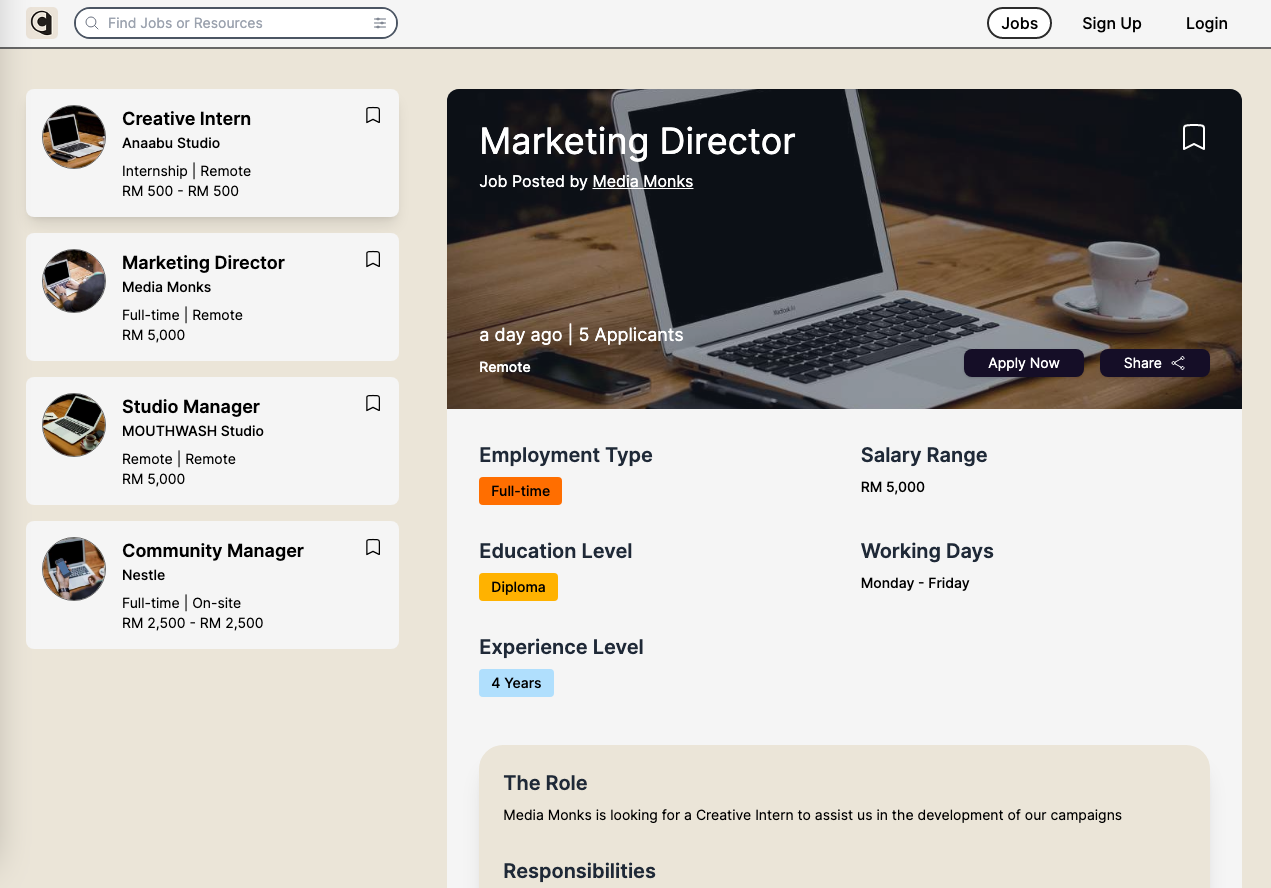 Find Jobs or Resources
Jobs
Sign Up
Login
Creative Intern
Anaabu Studio
Internship | Remote
RM 500 - RM 500
Marketing Director
Media Monks
Full-time | Remote
RM 5,000
Studio Manager
MOUTHWASH Studio
Remote | Remote
RM 5,000
Community Manager
Nestle
Full-time | On-site
RM 2,500 - RM 2,500
Marketing Director
Job Posted by Media Monks
a day ago | 5 Applicants
Remote
Apply Now
Share
Employment Type
Full-time
Salary Range
RM 5,000
Education Level
Diploma
Working Days
Monday - Friday
Experience Level
4 Years
The Role
Media Monks is looking for a Creative Intern to assist us in the development of our campaigns
Responsibilities